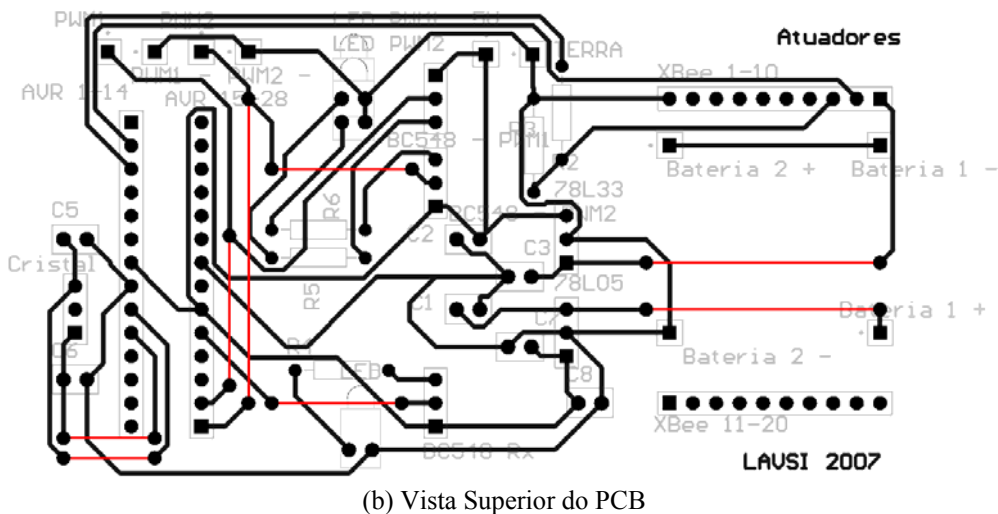 PWM1 PWM2 LED PWM1 5V
LED PWM2 TERRA Atuadores
PWM1 - PWM2 - XBee 1-10
AVR 1-14 AVR 15-28
BC548 - PWM1
R3
R2
Bateria 2 + Bateria 1 -
78L33
C5 R6 BC548 PWM2
C2 C3
Cristal 78L05
R5 C1 Bateria 1 +
C7
C6 R4 LED Bateria 2 -
C8
XBee 11-20
BC548 Rx
LAVSI 2007
(b) Vista Superior do PCB